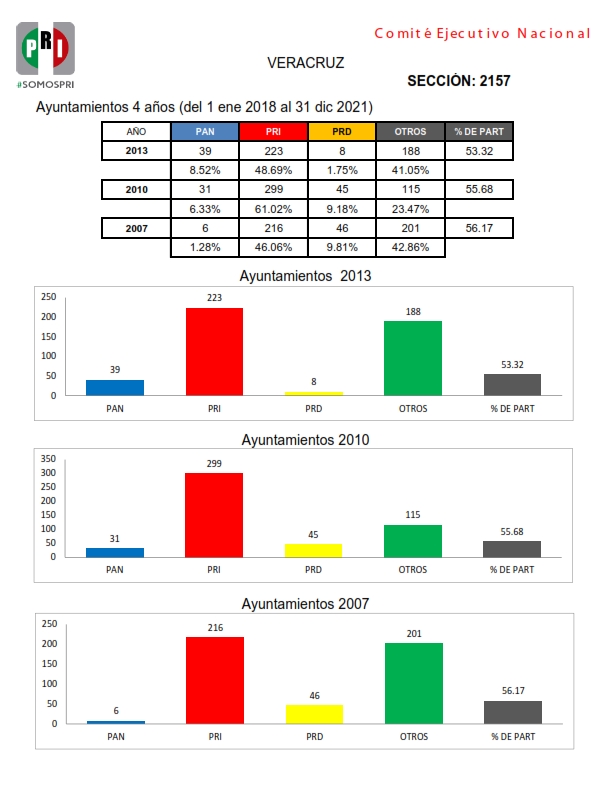 Comité Ejecutivo Nacional
PRI
#SOMOSPRI
VERACRUZ
SECCIÓN: 2157
Ayuntamientos 4 años (del 1 ene 2018 al 31 dic 2021)
AÑO PAN PRI PRD OTROS % DE PART
2013 39 223 8 188 53.32
8.52% 48.69% 1.75% 41.05%
2010 31 299 45 115 55.68
6.33% 61.02% 9.18% 23.47%
2007 6 216 46 201 56.17
1.28% 46.06% 9.81% 42.86%
Ayuntamientos 2013
250
200
150
100
50
0
39 223 8 188 53.32
PAN PRI PRD OTROS % DE PART
Ayuntamientos 2010
350
300
250
200
150
100
50
0
31 299 45 115 55.68
PAN PRI PRD OTROS % DE PART
Ayuntamientos 2007
250
200
150
100
50
0
6 216 46 201 56.17
PAN PRI PRD OTROS % DE PART